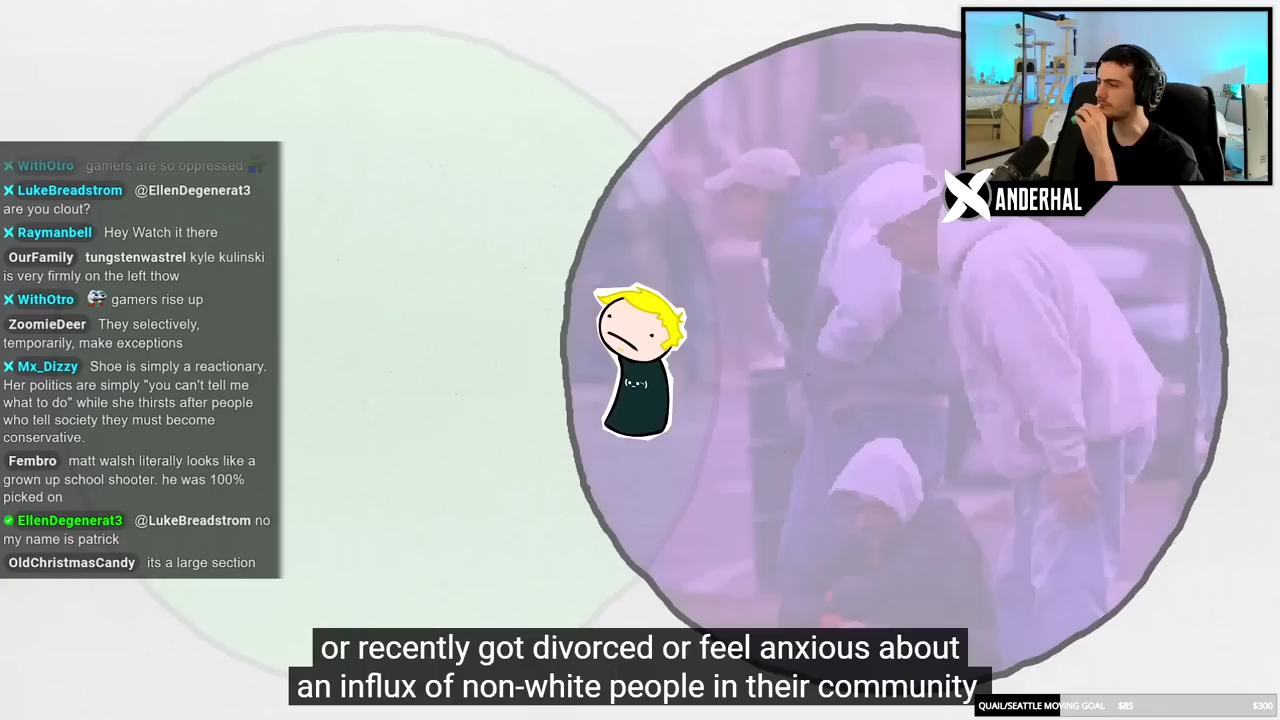 WithOtro gamers are so oppressed
LukeBreadstrom @EllenDegenerat3
are you clout?
Raymanbell Hey Watch it there
OurFamily tungstenwastrel kyle kulinski
is very firmly on the left thow
WithOtro gamers rise up
ZoomieDeer They selectively,
temporarily, make exceptions
Mx_Dizzy Shoe is simply a reactionary.
Her politics are simply "you can't tell me
what to do" while she thirsts after people
who tell society they must become
conservative.
Fembro matt walsh literally looks like a
grown up school shooter. he was 100%
picked on
EllenDegenerat3 @LukeBreadstrom no
my name is patrick
OldChristmasCandy its a large section
XANDERHAL
or recently got divorced or feel anxious about
an influx of non-white people in their community
QUAIL/SEATTLE MOVING GOAL $85 $300